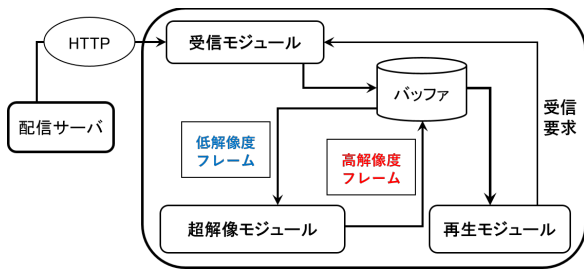 HTTP
受信モジュール
配信サーバ
バッファ
受信
要求
低解像度
フレーム
高解像度
フレーム
超解像モジュール
再生モジュール